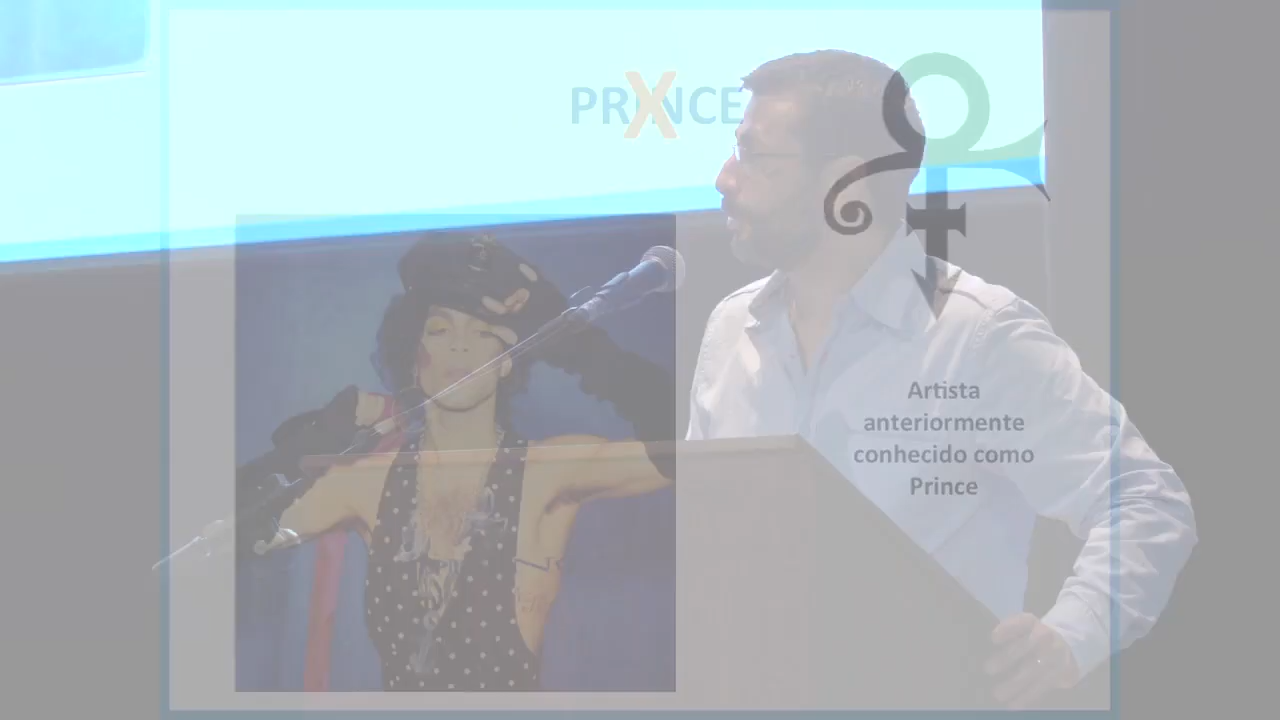 PRINCE
X
Artista
anteriormente
conhecido como
Prince